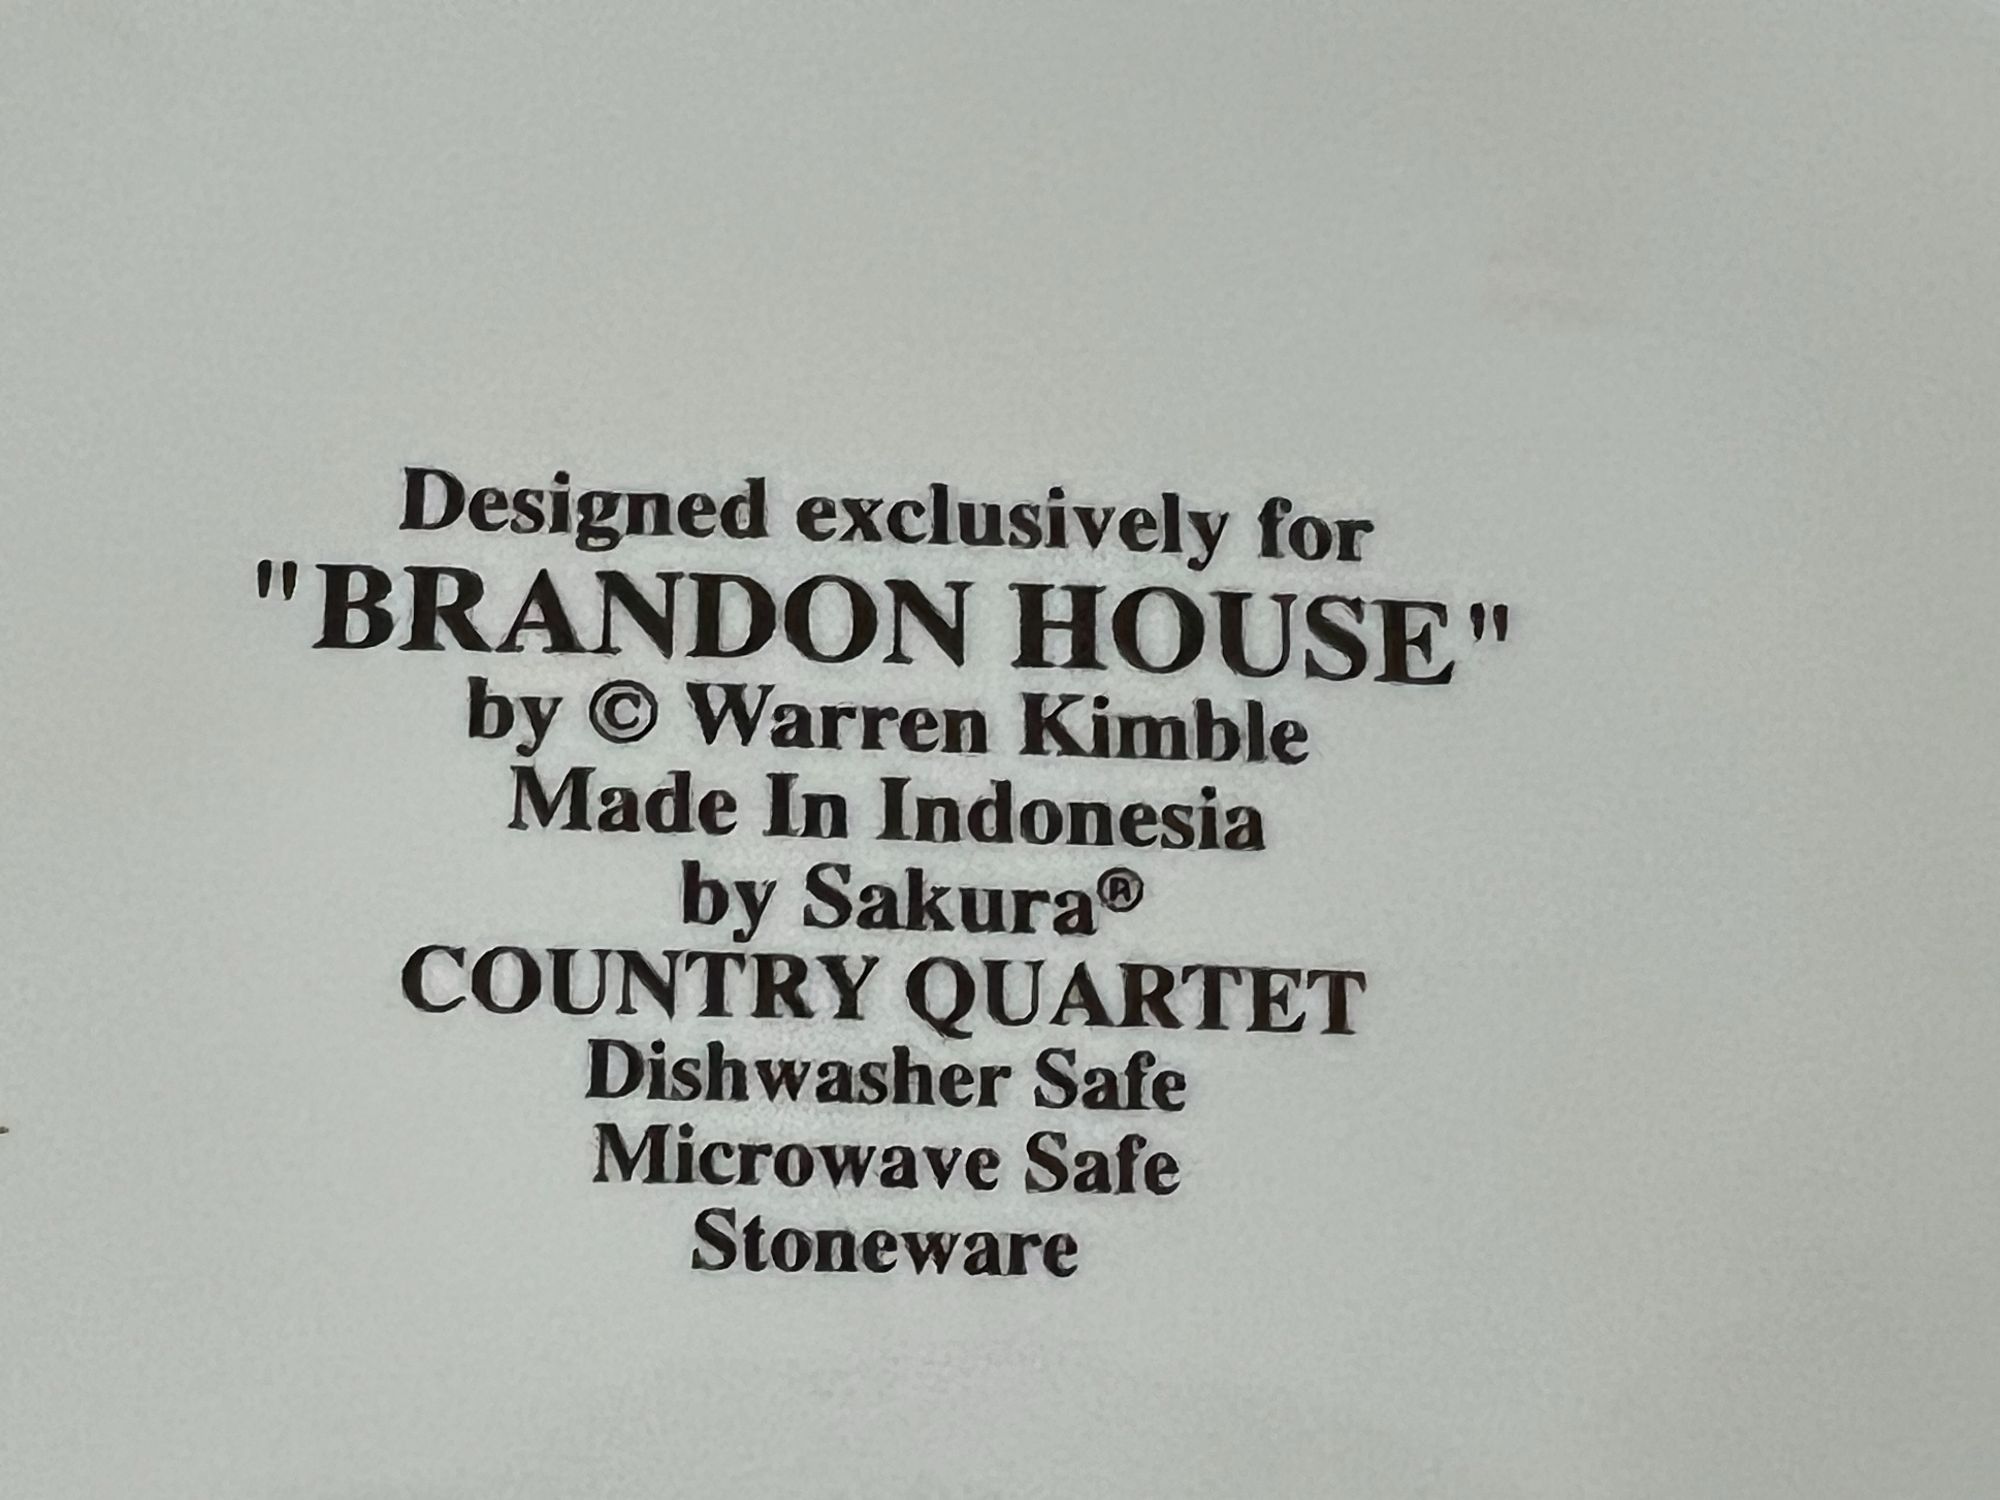 Designed exclusively for
"BRANDON HOUSE"
by © Warren Kimble
Made In Indonesia
by Sakura®
COUNTRY QUARTET
Dishwasher Safe
Microwave Safe
Stoneware